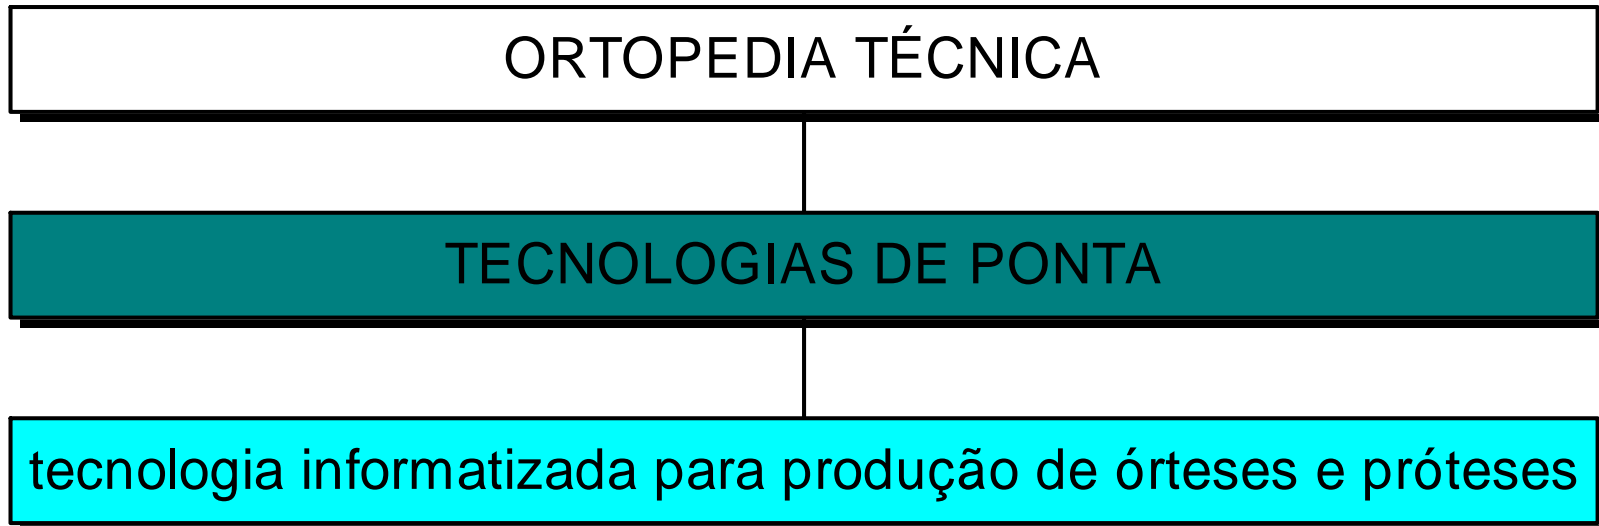 ORTOPEDIA TÉCNICA
TECNOLOGIAS DE PONTA
tecnologia informatizada para produção de órteses e próteses